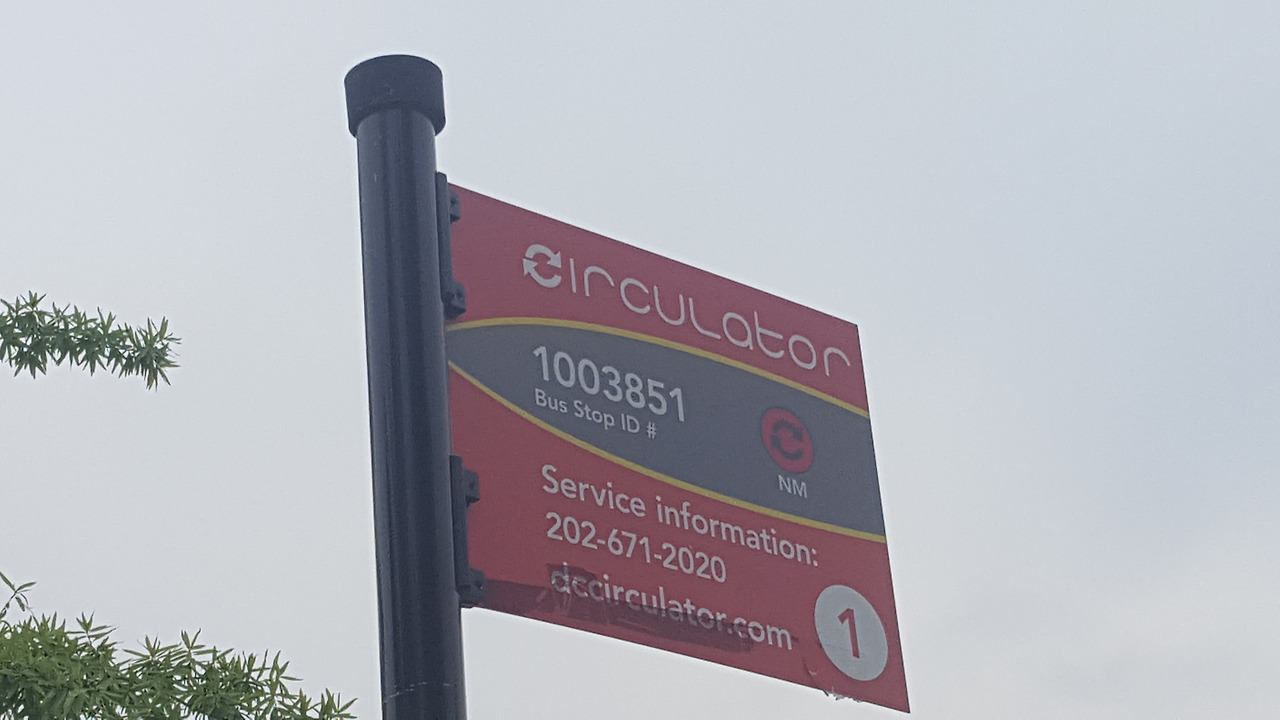 circulator
1003851
Bus Stop ID #
NM
Service information:
202-671-2020
dccirculator.com
1